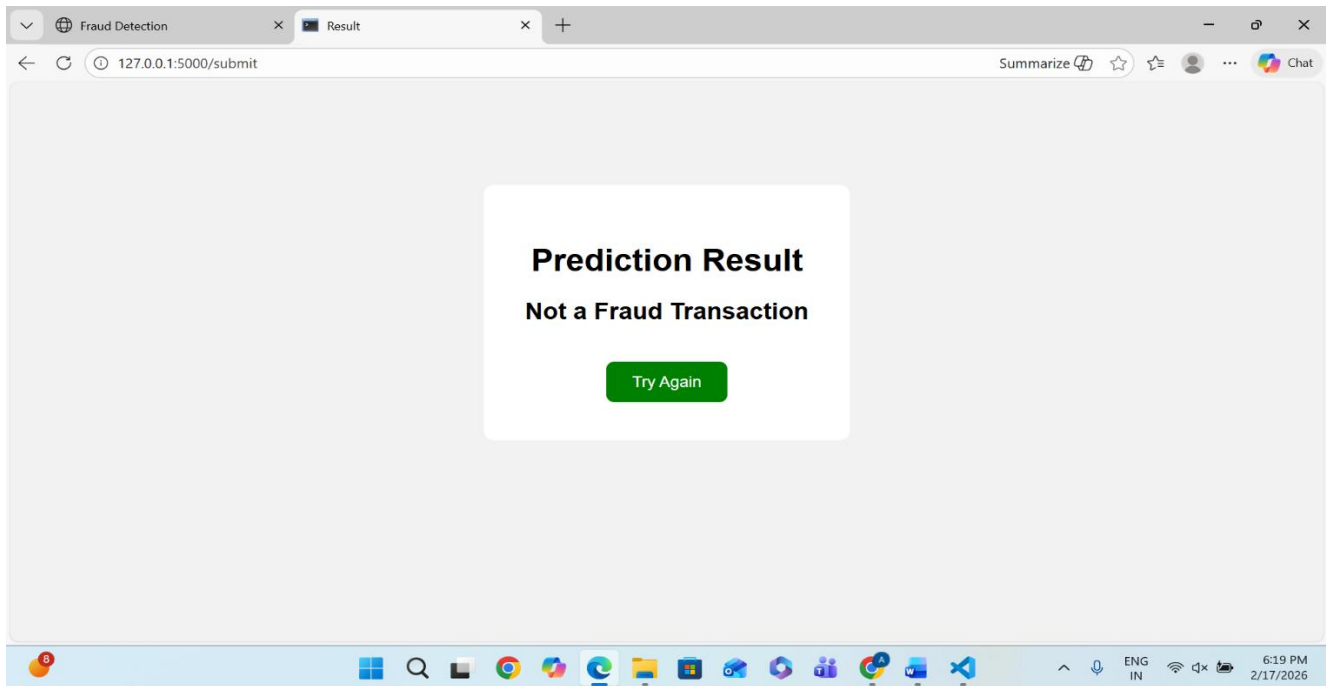 Fraud Detection
Result
127.0.0.1:5000/submit
Summarize
Chat
Prediction Result
Not a Fraud Transaction
Try Again
8
A
ENG
IN
6:19 PM
2/17/2026